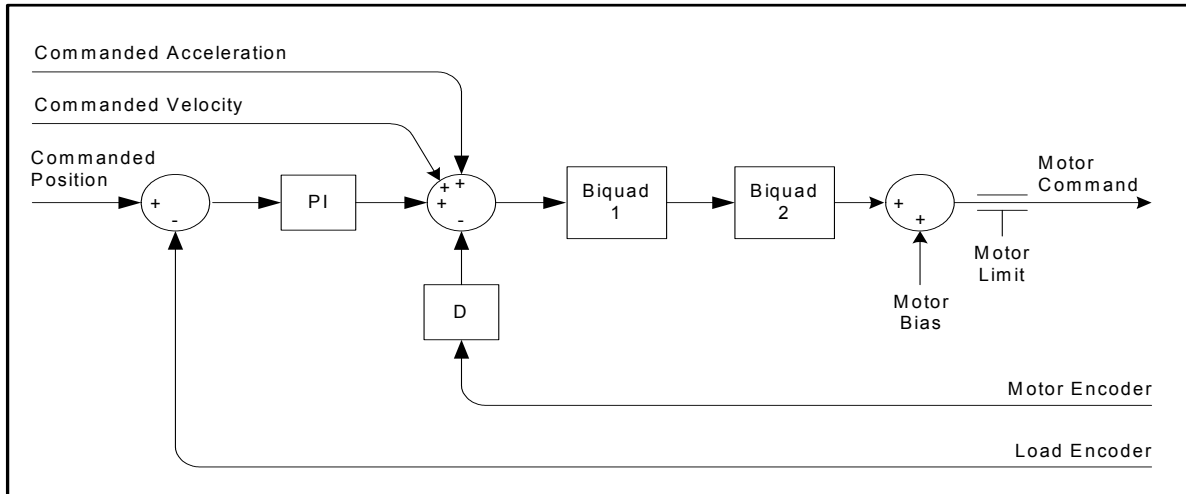 Commanded Acceleration
Commanded Velocity
Commanded
Position
+
-
PI
+
+
+
-
D
Biquad
1
Biquad
2
+
+
Motor
Bias
Motor
Limit
Motor
Command
Motor Encoder
Load Encoder